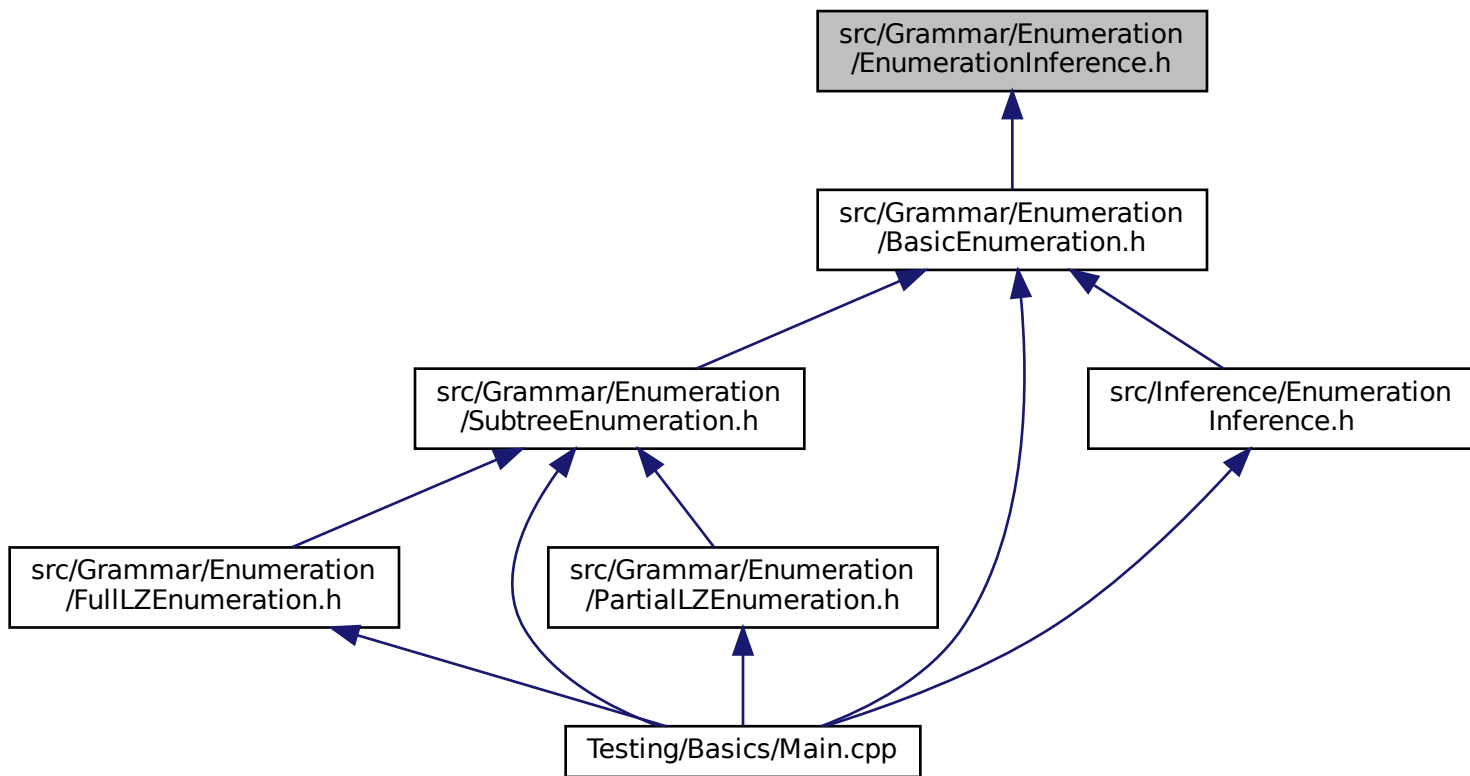 src/Grammar/Enumeration
/EnumerationInference.h
src/Grammar/Enumeration
/BasicEnumeration.h
src/Grammar/Enumeration
/SubtreeEnumeration.h
src/Inference/Enumeration
Inference.h
src/Grammar/Enumeration
/FullLZEnumeration.h
src/Grammar/Enumeration
/PartialLZEnumeration.h
Testing/Basics/Main.cpp